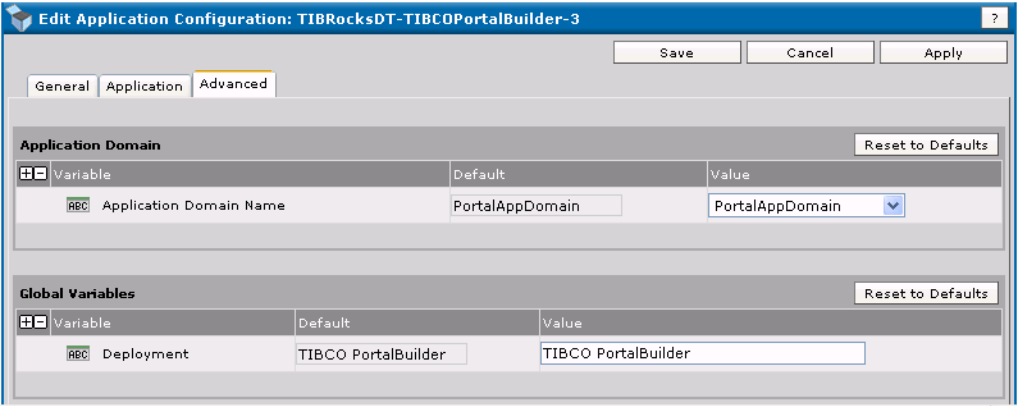 Edit Application Configuration: TIBRocksDT-TIBCOPortalBuilder-3 ?
Save Cancel Apply
General Application Advanced
Application Domain Reset to Defaults
Variable Default Value
ABC Application Domain Name PortalAppDomain PortalAppDomain
Global Variables Reset to Defaults
Variable Default Value
ABC Deployment TIBCO PortalBuilder TIBCO PortalBuilder